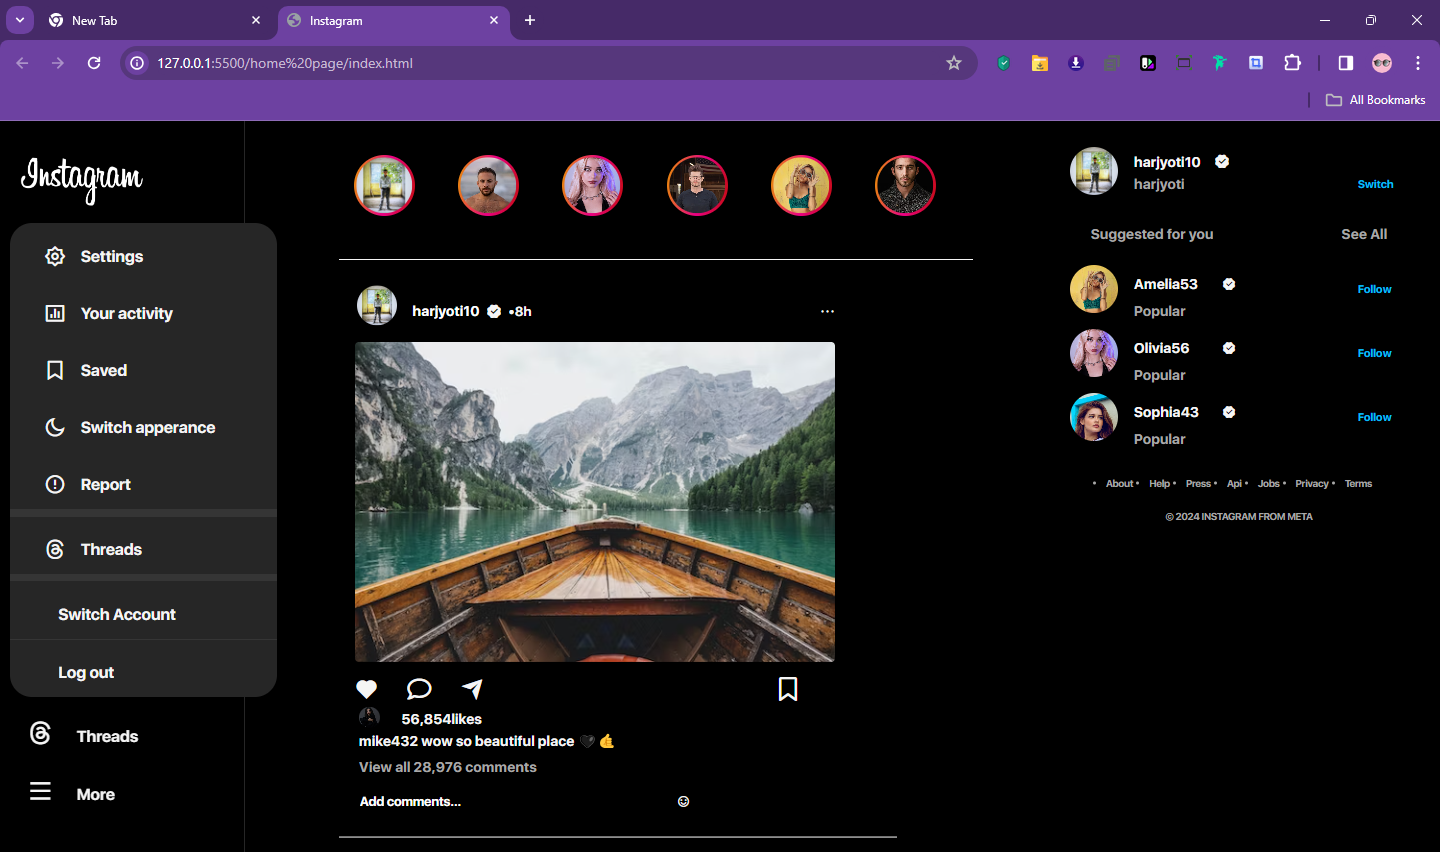 New Tab
Instagram
127.0.0.1:5500/home%20page/index.html
All Bookmarks
Instagram
Settings
Your activity
Saved
Switch apperance
Report
Threads
Switch Account
Log out
Threads
More
harjyoti10 •8h
56,854likes
mike432 wow so beautiful place 🖤 🤙
View all 28,976 comments
Add comments...
harjyoti10
harjyoti
Switch
Suggested for you See All
Amelia53
Popular
Follow
Olivia56
Popular
Follow
Sophia43
Popular
Follow
• About • Help • Press • Api • Jobs • Privacy • Terms
© 2024 INSTAGRAM FROM META